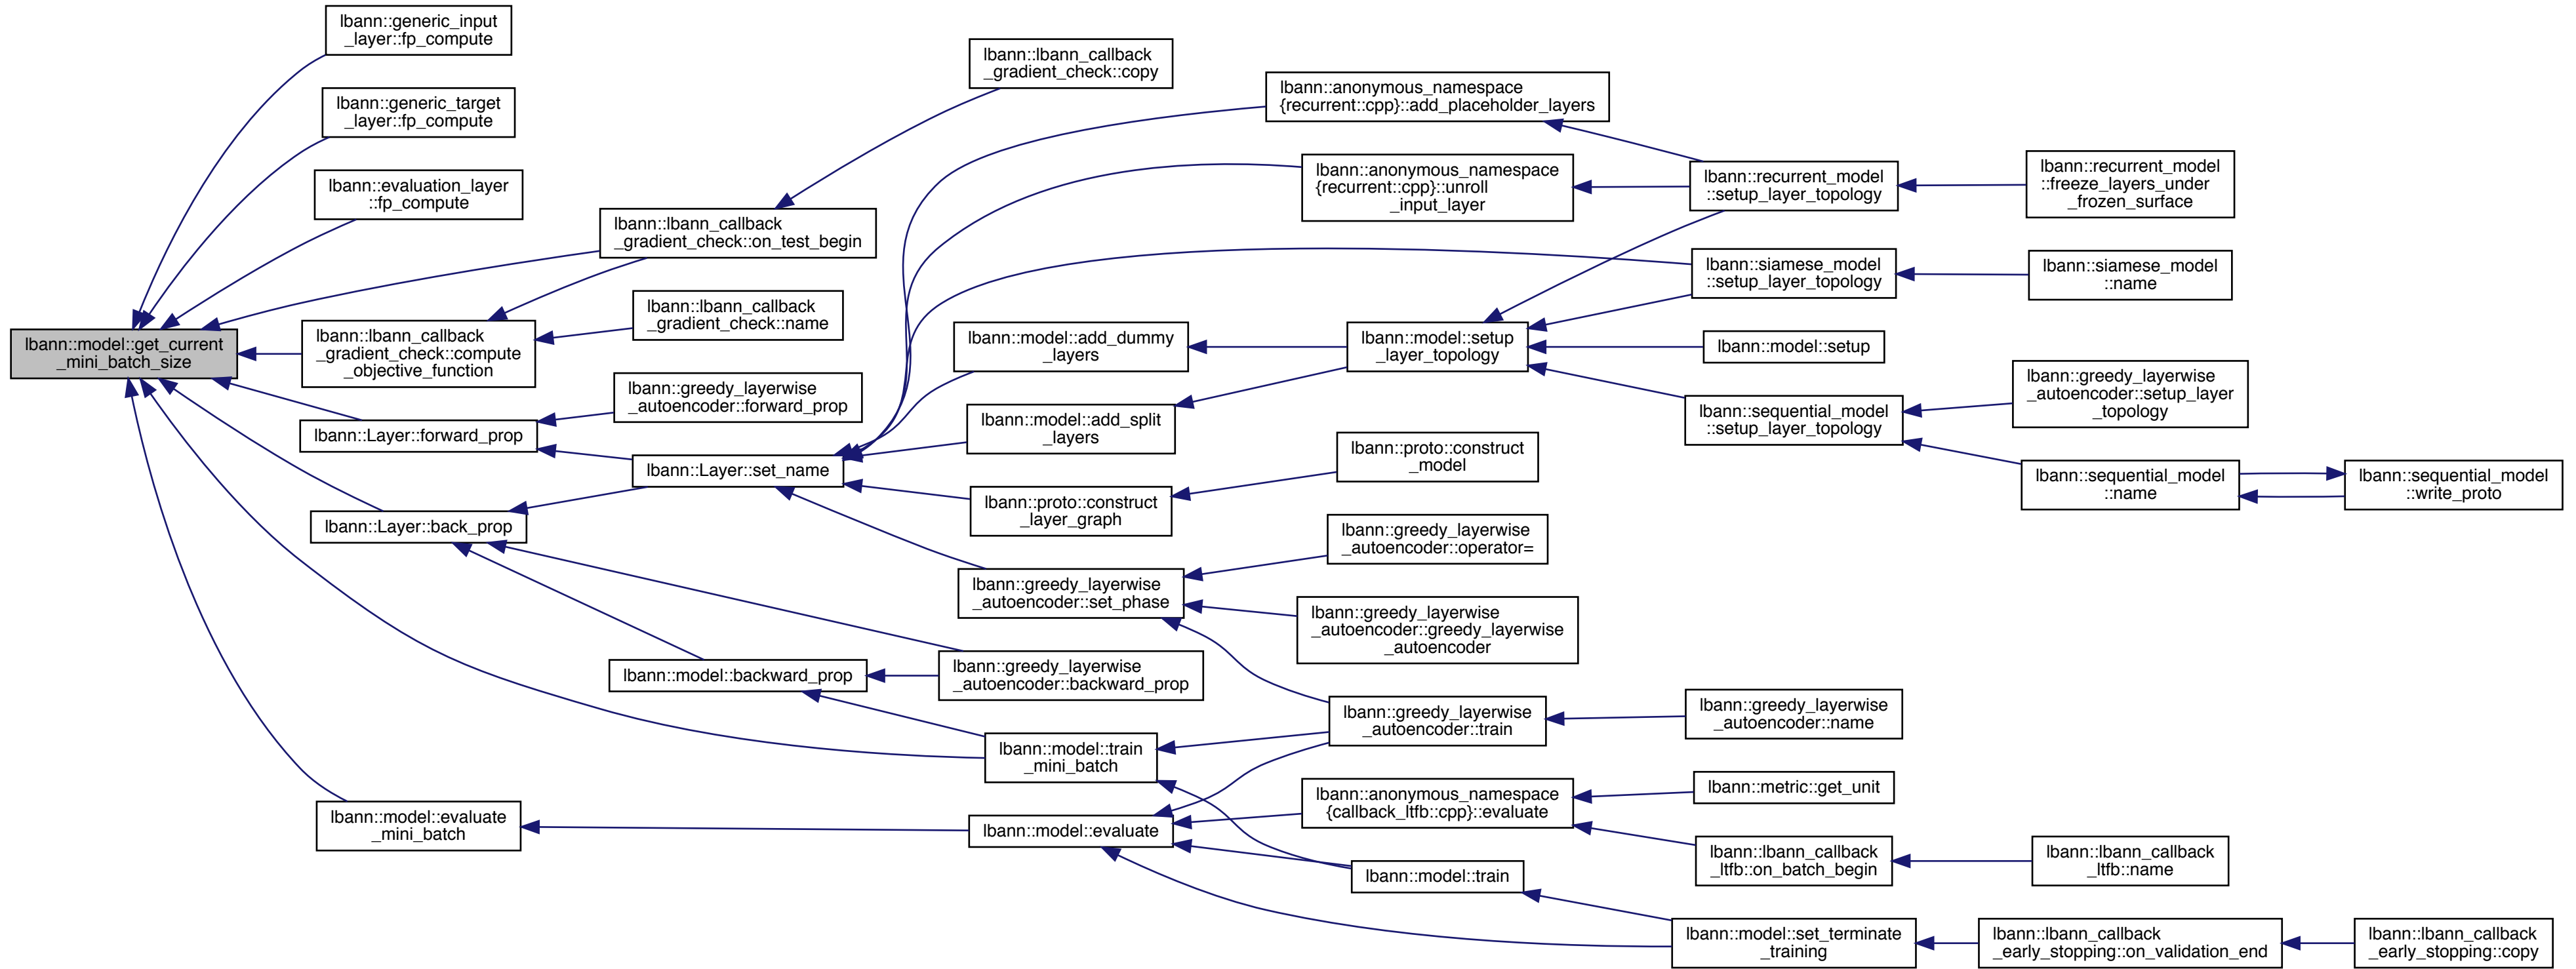 lbann::generic_input
_layer::fp_compute
lbann::generic_target
_layer::fp_compute
lbann::evaluation_layer
::fp_compute
lbann::lbann_callback
_gradient_check::on_test_begin
lbann::lbann_callback
_gradient_check::copy
lbann::model::get_current
_mini_batch_size
lbann::lbann_callback
_gradient_check::compute
_objective_function
lbann::lbann_callback
_gradient_check::name
lbann::greedy_layerwise
_autoencoder::forward_prop
lbann::Layer::forward_prop
lbann::Layer::set_name
lbann::Layer::back_prop
lbann::model::backward_prop
lbann::model::evaluate
_mini_batch
lbann::anonymous_namespace
{recurrent::cpp}::add_placeholder_layers
lbann::anonymous_namespace
{recurrent::cpp}::unroll
_input_layer
lbann::recurrent_model
::setup_layer_topology
lbann::recurrent_model
::freeze_layers_under
_frozen_surface
lbann::siamese_model
::setup_layer_topology
lbann::siamese_model
::name
lbann::model::add_dummy
_layers
lbann::model::setup
_layer_topology
lbann::model::setup
lbann::model::add_split
_layers
lbann::sequential_model
::setup_layer_topology
lbann::greedy_layerwise
_autoencoder::setup_layer
_topology
lbann::sequential_model
::name
lbann::sequential_model
::write_proto
lbann::proto::construct
_model
lbann::proto::construct
_layer_graph
lbann::greedy_layerwise
_autoencoder::operator=
lbann::greedy_layerwise
_autoencoder::set_phase
lbann::greedy_layerwise
_autoencoder::greedy_layerwise
_autoencoder
lbann::greedy_layerwise
_autoencoder::backward_prop
lbann::greedy_layerwise
_autoencoder::train
lbann::greedy_layerwise
_autoencoder::name
lbann::model::train
_mini_batch
lbann::model::evaluate
lbann::anonymous_namespace
{callback_ltfb::cpp}::evaluate
lbann::metric::get_unit
lbann::lbann_callback
_ltfb::on_batch_begin
lbann::lbann_callback
_ltfb::name
lbann::model::train
lbann::model::set_terminate
_training
lbann::lbann_callback
_early_stopping::on_validation_end
lbann::lbann_callback
_early_stopping::copy